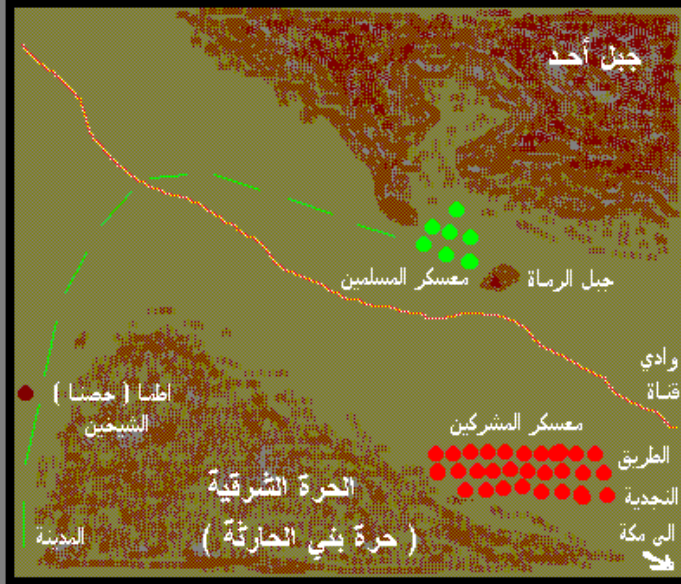 جبل أحد
معسكر المسلمين
جبل الرماة
وادي
قناة
اطما ( حصنا )
الشيخين
معسكر المشركين
الطريق
النجدية
الى مكة
الحرة الشرقية
( حرة بني الحارثة )
المدينة